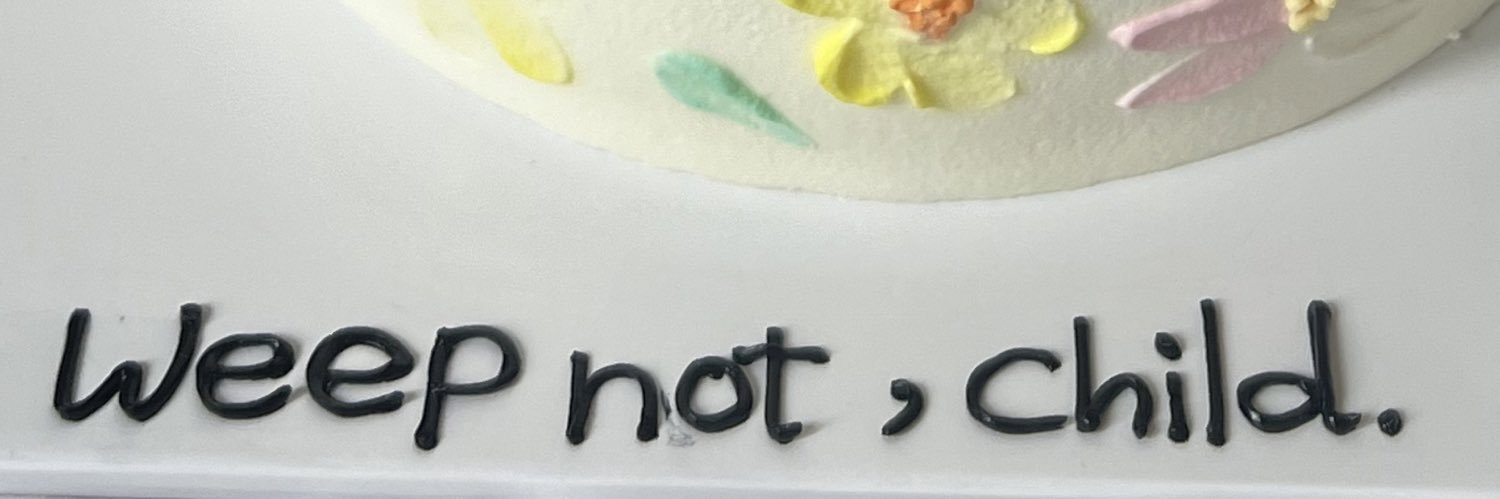 Weep not , child.